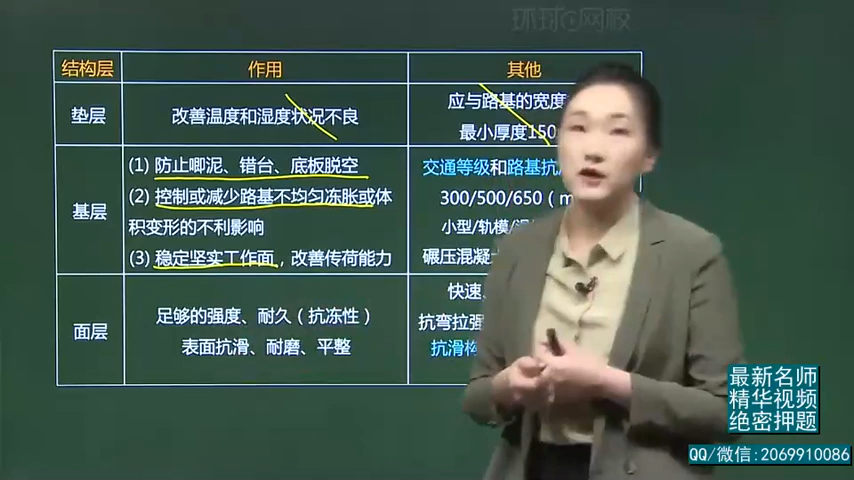 环球网校
结构层
作用
其他
垫层
改善温度和湿度状况不良
应与路基的宽度
最小厚度150
基层
(1) 防止唧泥、错台、底板脱空
(2) 控制或减少路基不均匀冻胀或体
积变形的不利影响
(3) 稳定坚实工作面，改善传荷能力
交通等级和路基抗
300/500/650（m
小型/轨模/
碾压混凝
面层
足够的强度、耐久（抗冻性）
表面抗滑、耐磨、平整
快速、
抗弯拉强
抗滑构
最新名师
精华视频
绝密押题
QQ/微信:2069910086